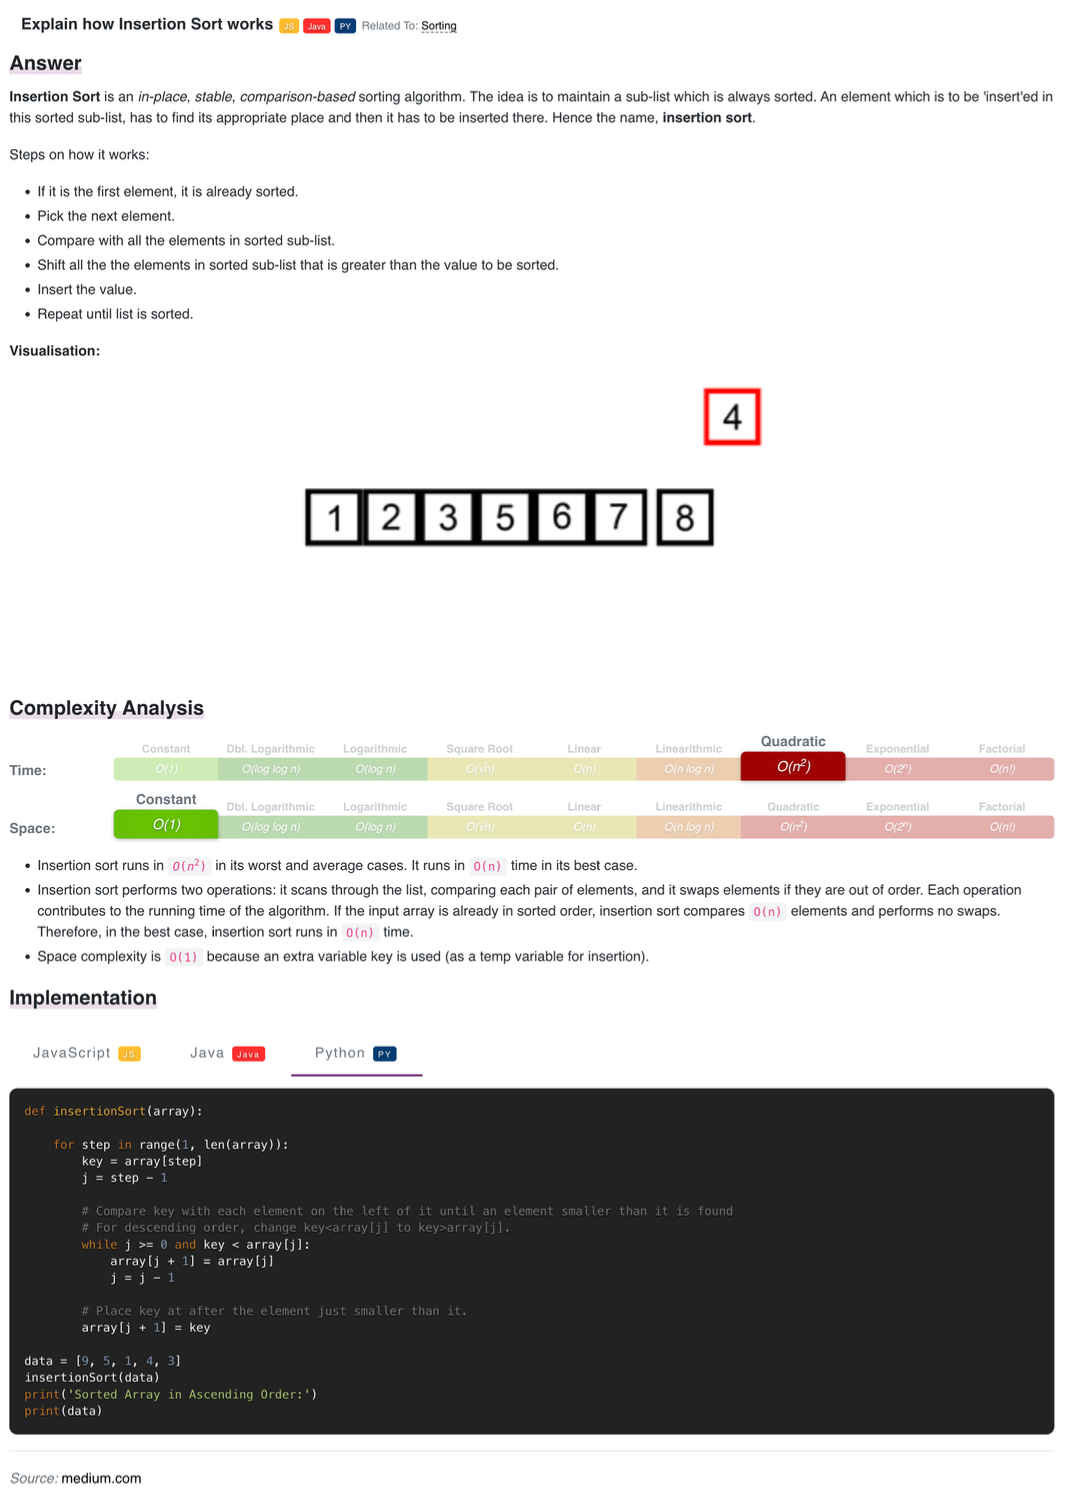 Explain how Insertion Sort works JS Java PY Related To: Sorting
Answer
Insertion Sort is an in-place, stable, comparison-based sorting algorithm. The idea is to maintain a sub-list which is always sorted. An element which is to be 'insert'ed in
this sorted sub-list, has to find its appropriate place and then it has to be inserted there. Hence the name, insertion sort.
Steps on how it works:
• If it is the first element, it is already sorted.
• Pick the next element.
• Compare with all the elements in sorted sub-list.
• Shift all the the elements in sorted sub-list that is greater than the value to be sorted.
• Insert the value.
• Repeat until list is sorted.
Visualisation:
4
1 2 3 5 6 7 8
Complexity Analysis
Constant Dbl. Logarithmic Logarithmic Square Root Linear Linearithmic Quadratic Exponential Factorial
Time: O(1) O(log log n) O(log n) O(√n) O(n) O(n log n) O(n²) O(2ⁿ) O(n!)
Constant Dbl. Logarithmic Logarithmic Square Root Linear Linearithmic Quadratic Exponential Factorial
Space: O(1) O(log log n) O(log n) O(√n) O(n) O(n log n) O(n²) O(2ⁿ) O(n!)
• Insertion sort runs in O(n²) in its worst and average cases. It runs in O(n) time in its best case.
• Insertion sort performs two operations: it scans through the list, comparing each pair of elements, and it swaps elements if they are out of order. Each operation
contributes to the running time of the algorithm. If the input array is already in sorted order, insertion sort compares O(n) elements and performs no swaps.
Therefore, in the best case, insertion sort runs in O(n) time.
• Space complexity is O(1) because an extra variable key is used (as a temp variable for insertion).
Implementation
JavaScript JS Java Java Python PY
def insertionSort(array):
    for step in range(1, len(array)):
        key = array[step]
        j = step - 1
        # Compare key with each element on the left of it until an element smaller than it is found
        # For descending order, change key<array[j] to key>array[j].
        while j >= 0 and key < array[j]:
            array[j + 1] = array[j]
            j = j - 1
        # Place key at after the element just smaller than it.
        array[j + 1] = key
data = [9, 5, 1, 4, 3]
insertionSort(data)
print('Sorted Array in Ascending Order:')
print(data)
Source: medium.com